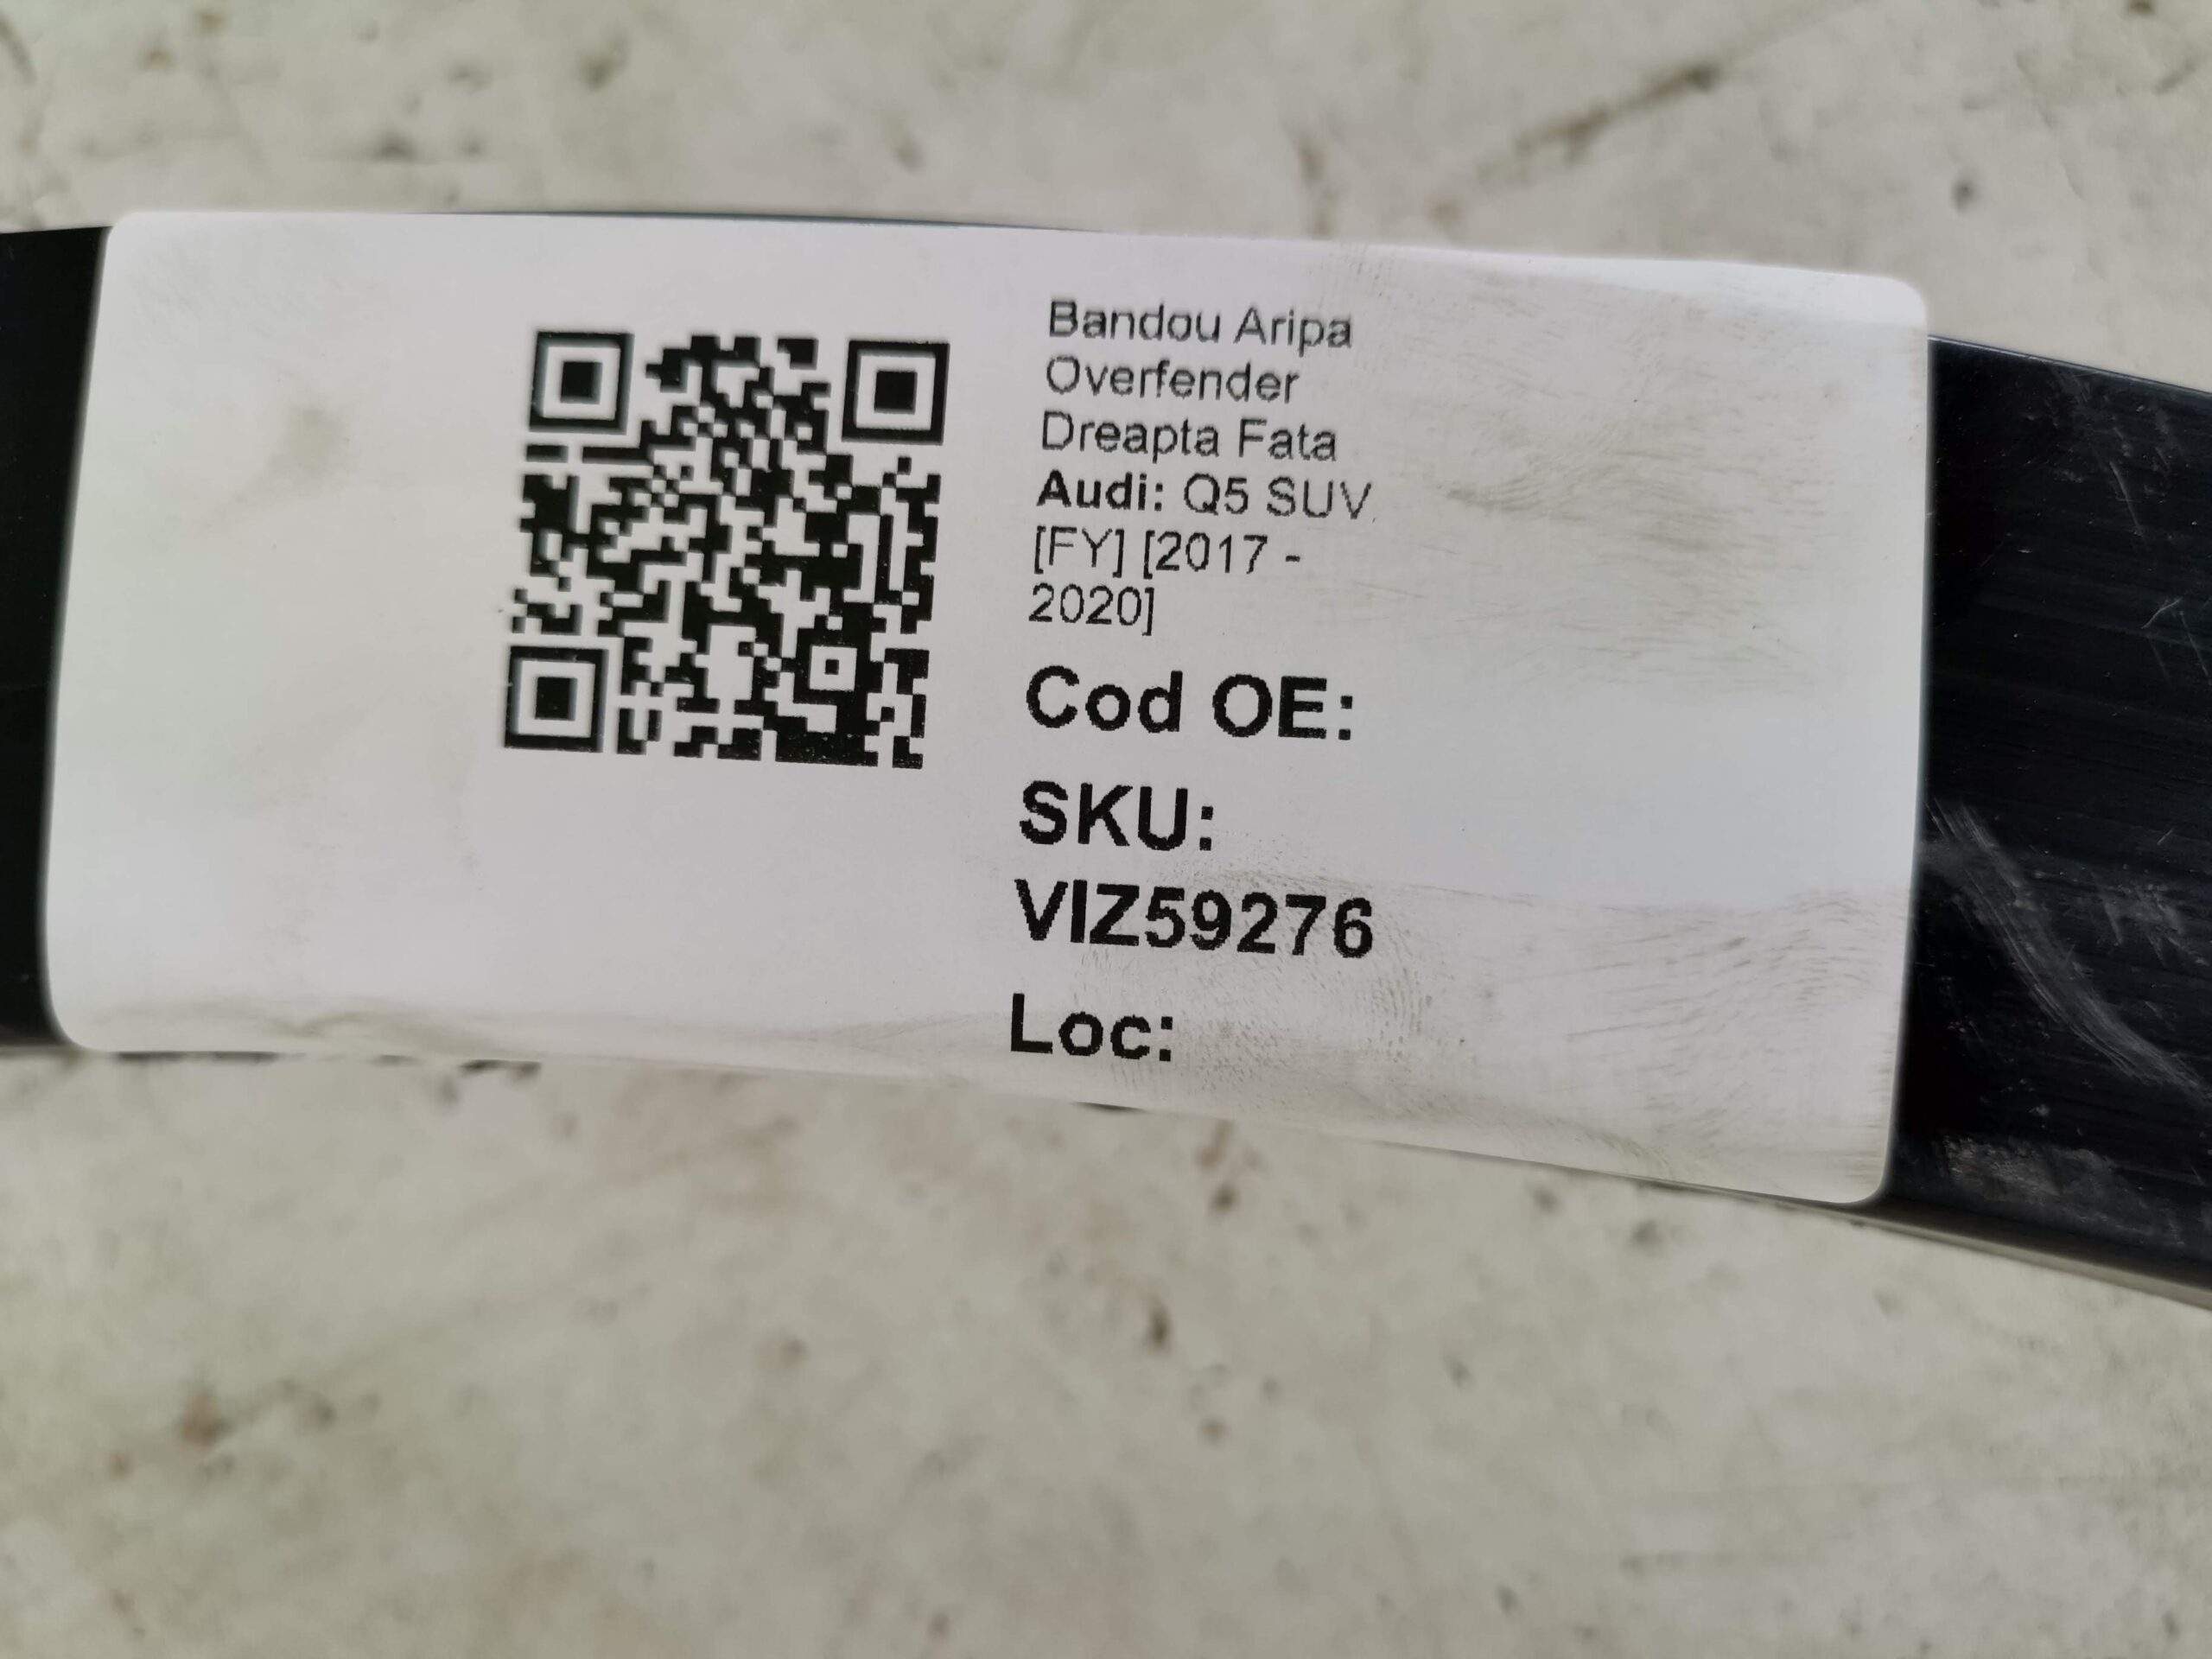 Bandou Aripa
Overfender
Dreapta Fata
Audi: Q5 SUV
[FY] [2017 -
2020]
Cod OE:
SKU:
VIZ59276
Loc: